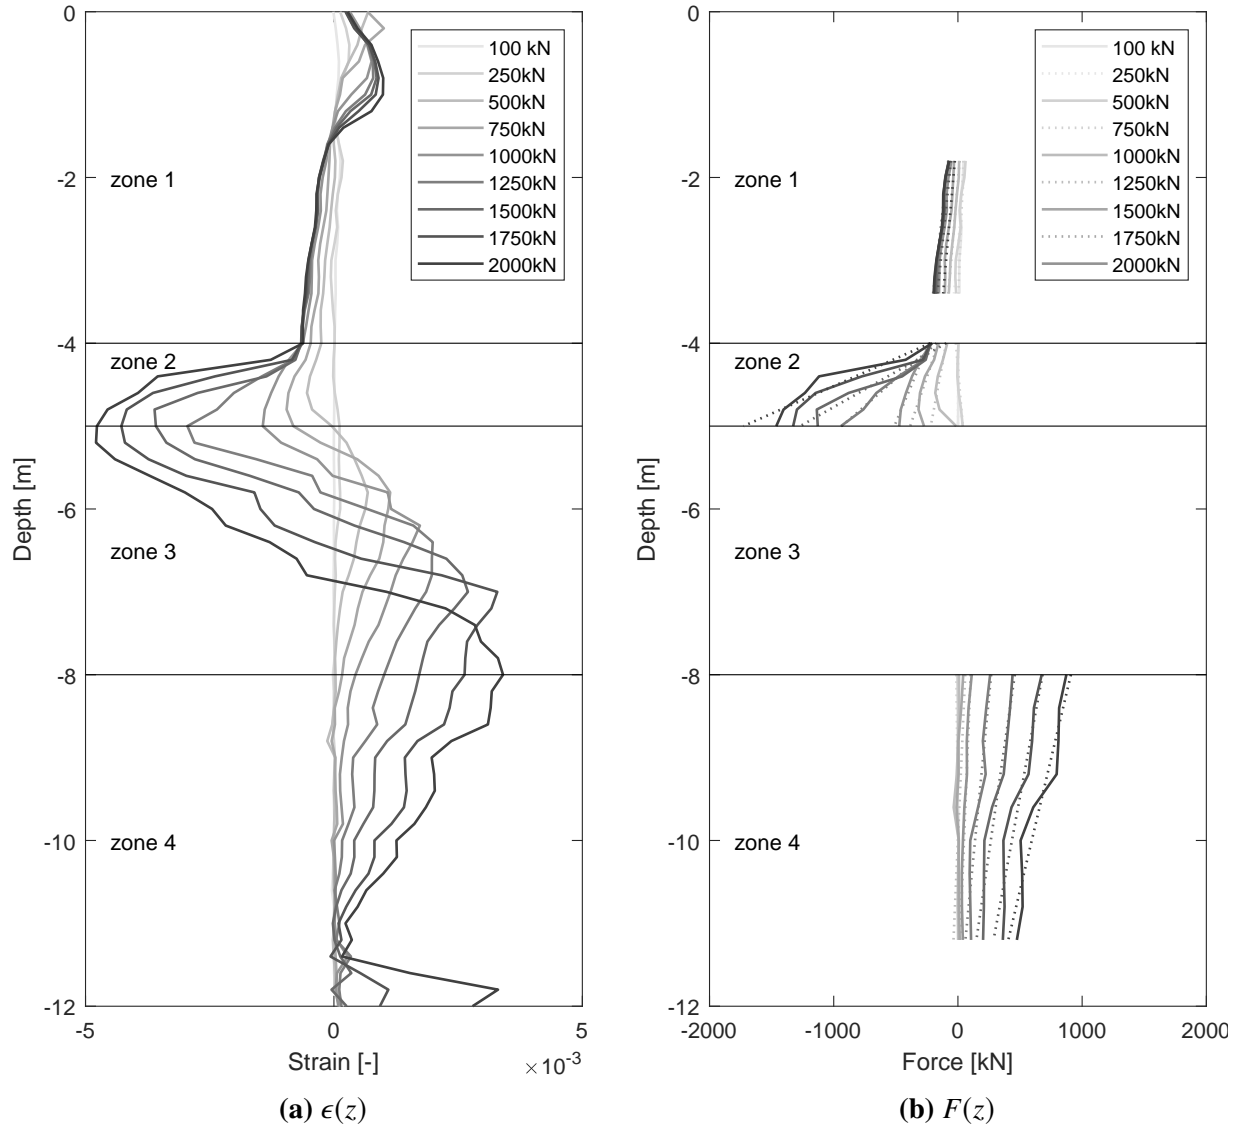 0
-2
-4
-6
-8
-10
-12
Depth [m]
zone 1
zone 2
zone 3
zone 4
100 kN
250kN
500kN
750kN
1000kN
1250kN
1500kN
1750kN
2000kN
-5
0
5
Strain [-]
×10⁻³
(a) ϵ(z)
0
-2
-4
-6
-8
-10
-12
Depth [m]
zone 1
zone 2
zone 3
zone 4
100 kN
250kN
500kN
750kN
1000kN
1250kN
1500kN
1750kN
2000kN
-2000
-1000
0
1000
2000
Force [kN]
(b) F(z)